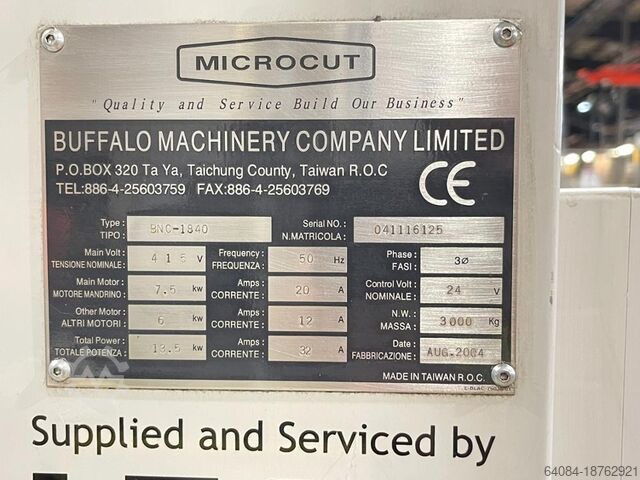 MICROCUT
"Quality and Service Build Our Business"
BUFFALO MACHINERY COMPANY LIMITED
P.O.BOX 320 Ta Ya, Taichung County, Taiwan R.O.C
TEL:886-4-25603759 FAX:886-4-25603769
CE
Type : BNC-1840 Serial NO. : 041116125
TIPO : N.MATRICOLA :
Main Volt : 415 V Frequency : 50 Hz Phase : 3ø
TENSIONE NOMINALE : FREQUENZA : FASI :
Main Motor : 7.5 kw Amps : 20 A Control Volt : 24 V
MOTORE MANDRINO : CORRENTE : NOMINALE :
Other Motor : 6 kw Amps : 12 A N.W. : 3000 Kg
ALTRI MOTORI : CORRENTE : MASSA :
Total Power : 13.5 kw Amps : 32 A Date : AUG.2004
TOTALE POTENZA : CORRENTE : FABBRICAZIONE :
MADE IN TAIWAN R.O.C.
Supplied and Serviced by
64084-18762921